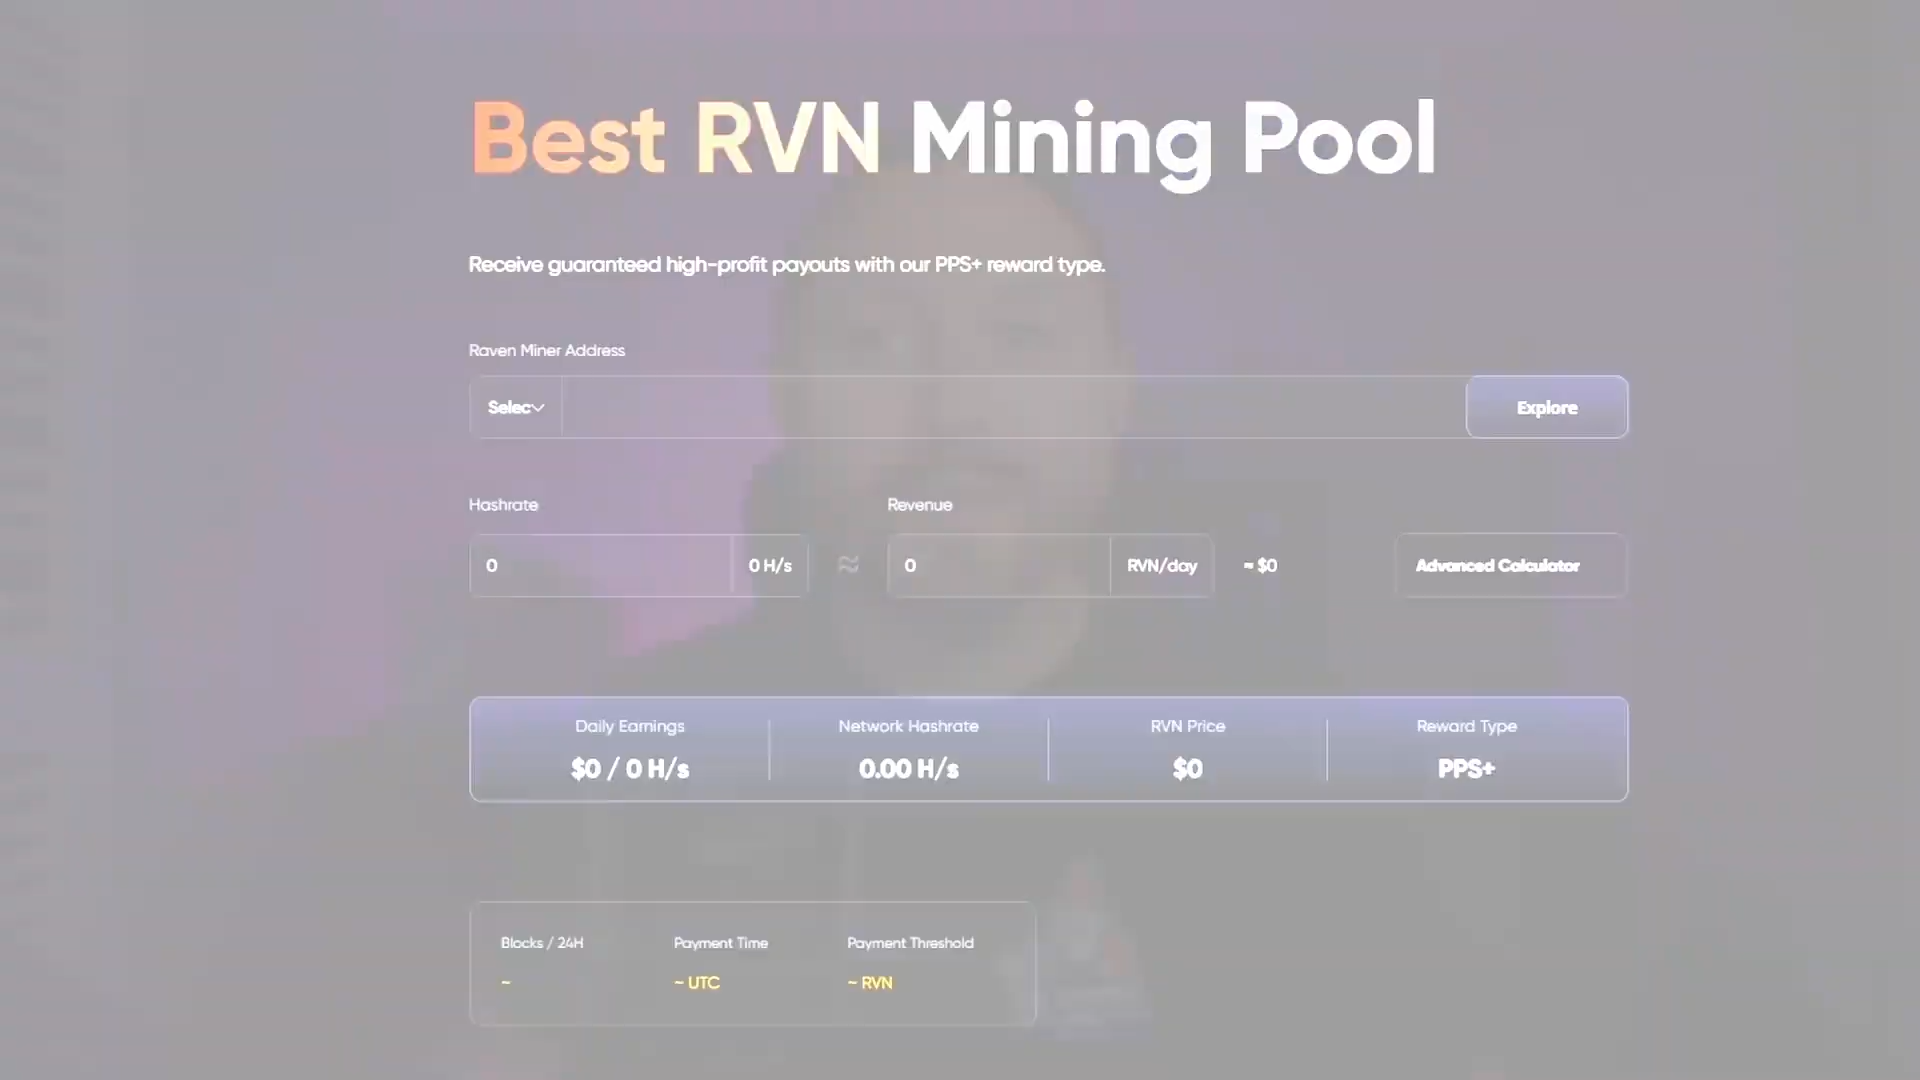 Best RVN Mining Pool
Receive guaranteed high-profit payouts with our PPS+ reward type.
Raven Miner Address
Selec
Explore
Hashrate
Revenue
0
0 H/s
≈
0
RVN/day
≈ $0
Advanced Calculator
Daily Earnings
Network Hashrate
RVN Price
Reward Type
$0 / 0 H/s
0.00 H/s
$0
PPS+
Blocks / 24H
Payment Time
Payment Threshold
~
~ UTC
~ RVN